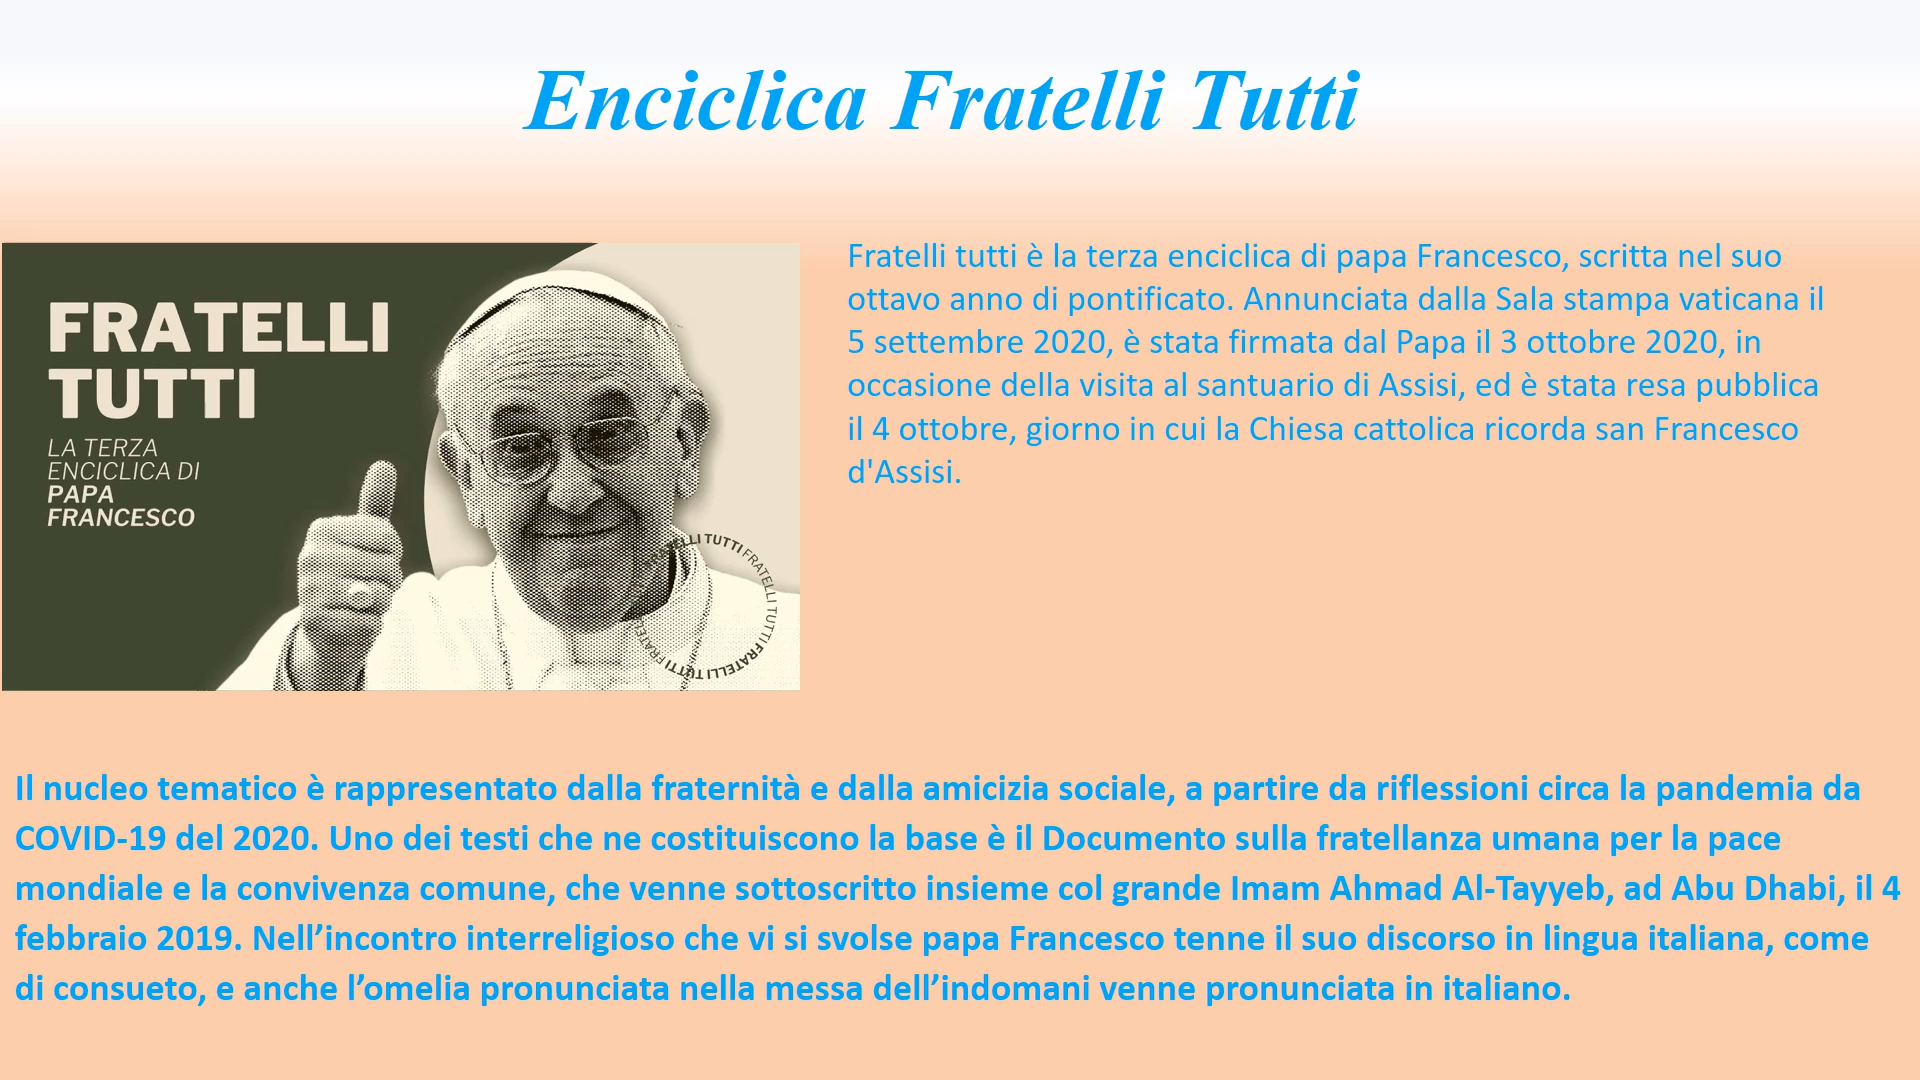 Enciclica Fratelli Tutti
FRATELLI
TUTTI
LA TERZA
ENCICLICA DI
PAPA
FRANCESCO
FRATELLI TUTTI FRATELLI TUTTI FRATELLI TUTTI FRATELLI
Fratelli tutti è la terza enciclica di papa Francesco, scritta nel suo
ottavo anno di pontificato. Annunciata dalla Sala stampa vaticana il
5 settembre 2020, è stata firmata dal Papa il 3 ottobre 2020, in
occasione della visita al santuario di Assisi, ed è stata resa pubblica
il 4 ottobre, giorno in cui la Chiesa cattolica ricorda san Francesco
d'Assisi.
Il nucleo tematico è rappresentato dalla fraternità e dalla amicizia sociale, a partire da riflessioni circa la pandemia da
COVID-19 del 2020. Uno dei testi che ne costituiscono la base è il Documento sulla fratellanza umana per la pace
mondiale e la convivenza comune, che venne sottoscritto insieme col grande Imam Ahmad Al-Tayyeb, ad Abu Dhabi, il 4
febbraio 2019. Nell’incontro interreligioso che vi si svolse papa Francesco tenne il suo discorso in lingua italiana, come
di consueto, e anche l’omelia pronunciata nella messa dell’indomani venne pronunciata in italiano.